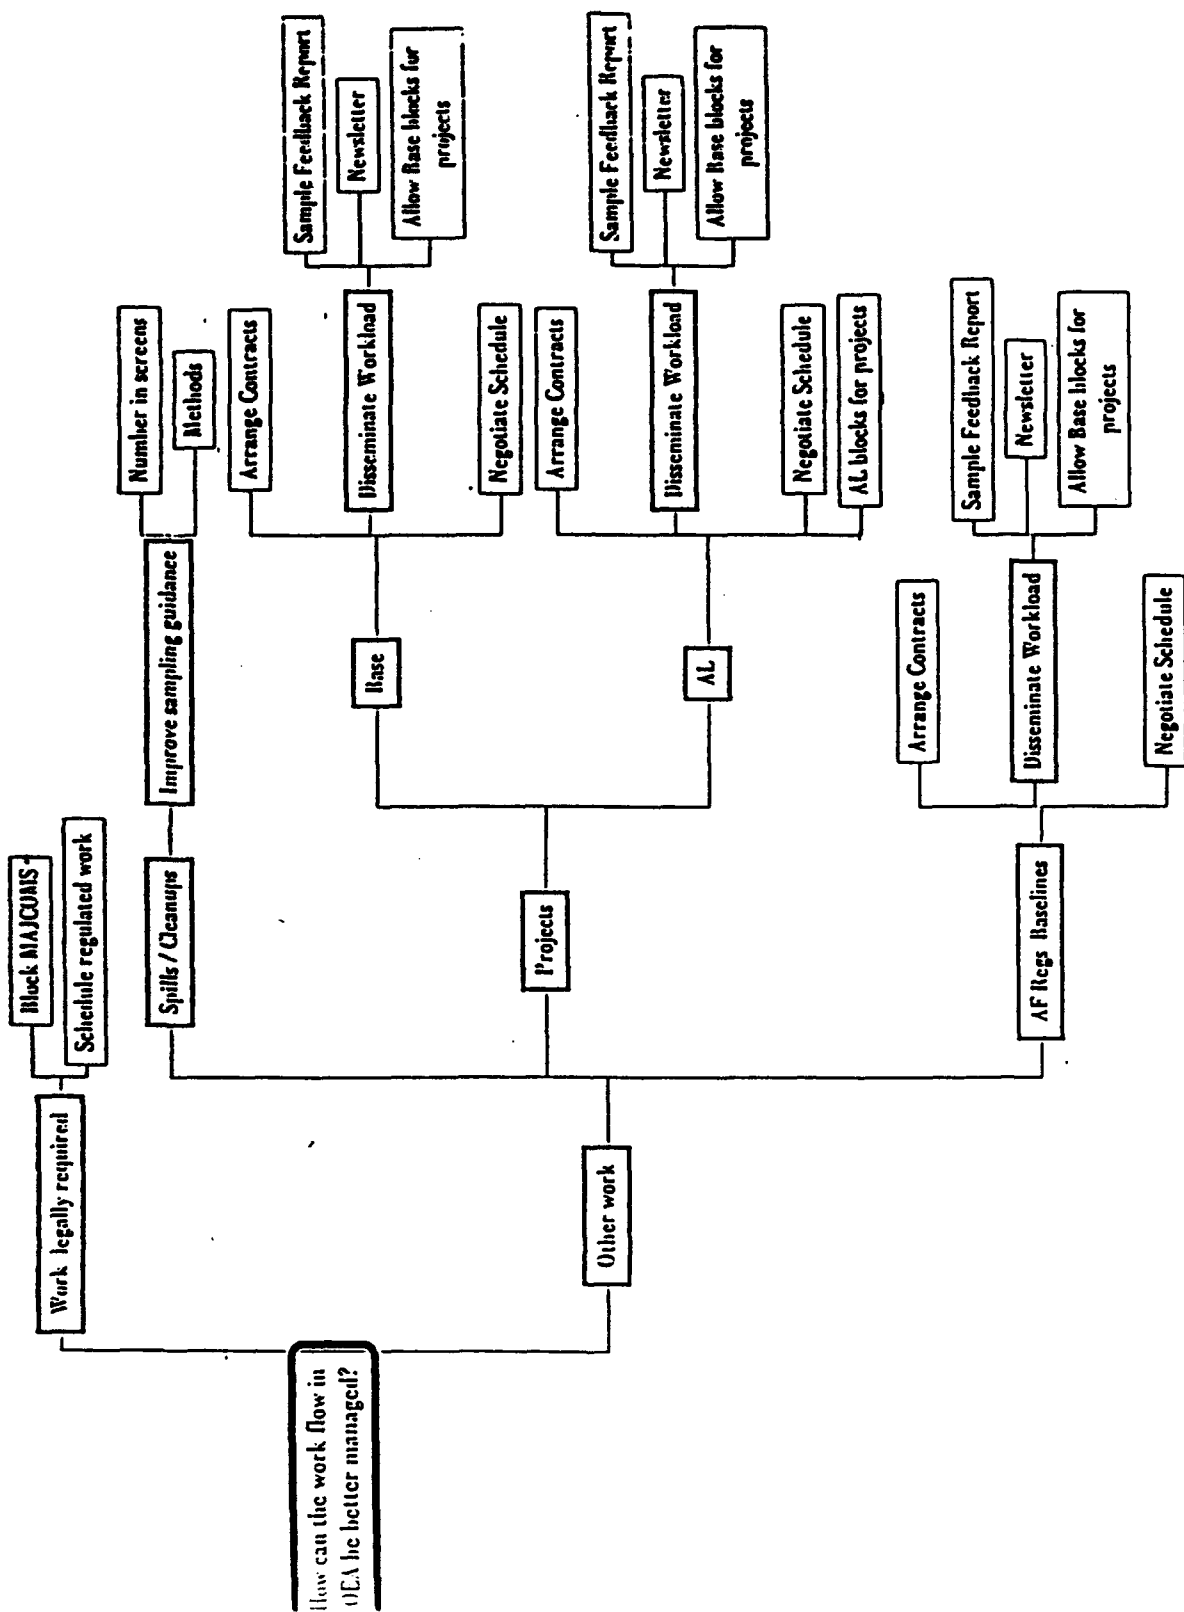 How can the work flow in
OEA be better managed?
Work legally required
Block MAJCOMS
Schedule regulated work
Other work
Spills / Cleanups
Improve sampling guidance
Number in screens
Methods
Projects
Base
Arrange Contracts
Disseminate Workload
Sample Feedback Report
Newsletter
Allow Base blocks for
projects
Negotiate Schedule
AL
Arrange Contracts
Disseminate Workload
Sample Feedback Report
Newsletter
Allow Base blocks for
projects
Negotiate Schedule
AL blocks for projects
AF Regs Baselines
Arrange Contracts
Disseminate Workload
Sample Feedback Report
Newsletter
Allow Base blocks for
projects
Negotiate Schedule